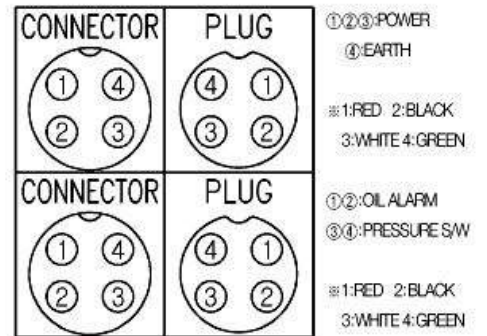 CONNECTOR PLUG ①②③:POWER
④:EARTH
① ④ ④ ①
※1:RED 2:BLACK
② ③ ③ ②
3:WHITE 4:GREEN
CONNECTOR PLUG
①②:OIL ALARM
① ④ ④ ①
③④:PRESSURE S/W
② ③ ③ ②
※1:RED 2:BLACK
3:WHITE 4:GREEN